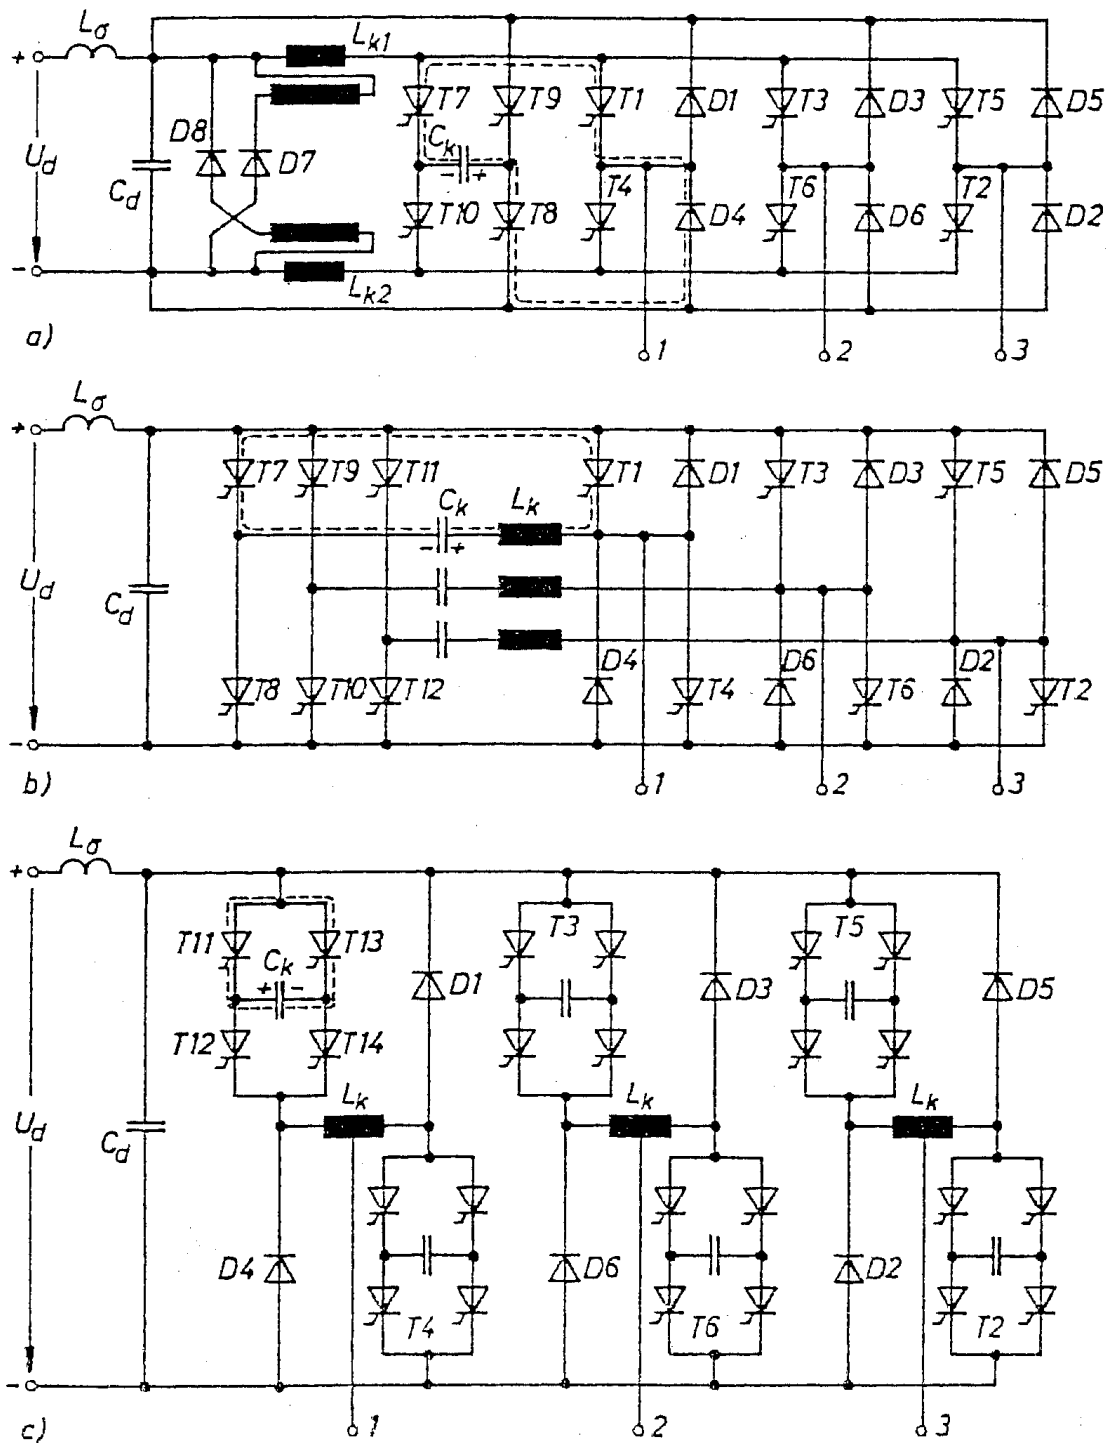 Lσ Lk1
+ T7 T9 T1 D1 T3 D3 T5 D5
D8 Ck
Ud Cd D7 - +
T10 T8 T4 D4 T6 D6 T2 D2
-
Lk2
a) 1 2 3
Lσ
+
T7 T9 T11 T1 D1 T3 D3 T5 D5
Ck Lk
- +
Ud Cd
D4 D6 D2
T8 T10 T12 T4 T6 T2
-
b) 1 2 3
Lσ
+
T11 Ck T13 T3 T5
+ - D1 D3 D5
T12 T14
Ud Cd Lk Lk Lk
D4 D6 D2
T4 T6 T2
-
c) 1 2 3